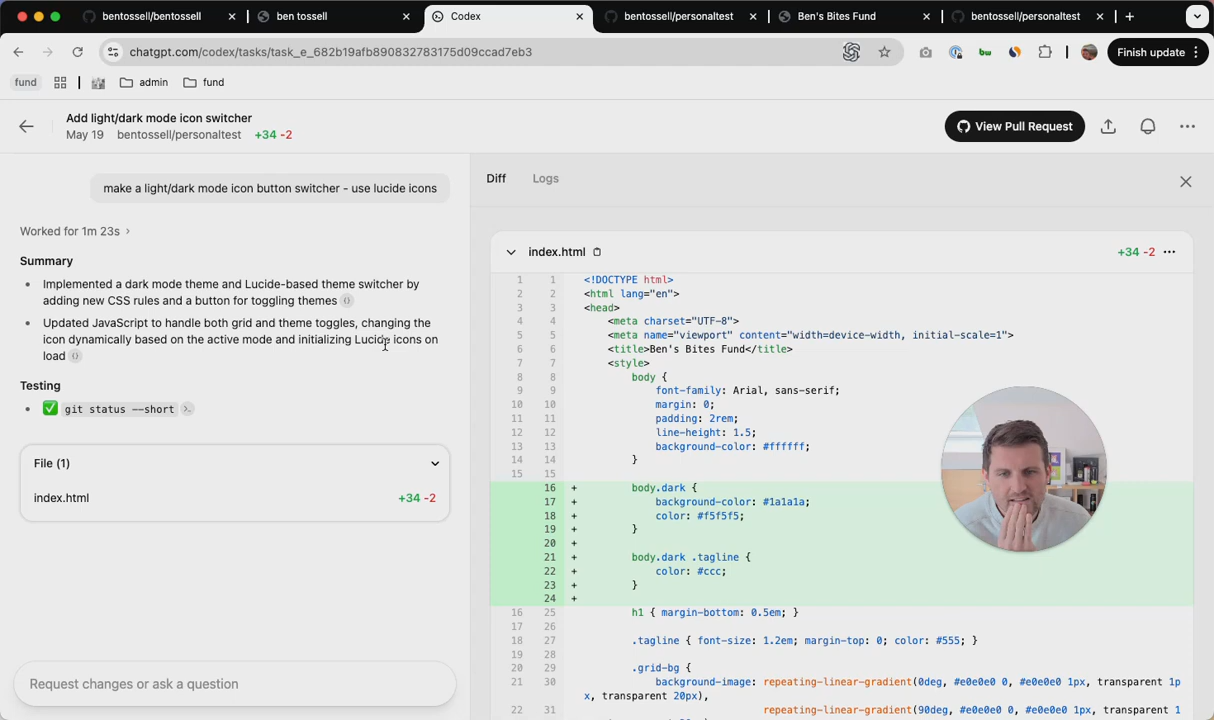 bentossell/bentossell
ben tossell
Codex
bentossell/personaltest
Ben's Bites Fund
bentossell/personaltest
chatgpt.com/codex/tasks/task_e_682b19afb890832783175d09ccad7eb3
bw
Finish update
fund
admin
fund
Add light/dark mode icon switcher
May 19 bentossell/personaltest +34 -2
View Pull Request
make a light/dark mode icon button switcher - use lucide icons
Worked for 1m 23s
Summary
Implemented a dark mode theme and Lucide-based theme switcher by
adding new CSS rules and a button for toggling themes
Updated JavaScript to handle both grid and theme toggles, changing the
icon dynamically based on the active mode and initializing Lucide icons on
load
Testing
git status --short
File (1)
index.html +34 -2
Request changes or ask a question
Diff Logs
index.html +34 -2
1 1 <!DOCTYPE html>
2 2 <html lang="en">
3 3 <head>
4 4 <meta charset="UTF-8">
5 5 <meta name="viewport" content="width=device-width, initial-scale=1">
6 6 <title>Ben's Bites Fund</title>
7 7 <style>
8 8 body {
9 9 font-family: Arial, sans-serif;
10 10 margin: 0;
11 11 padding: 2rem;
12 12 line-height: 1.5;
13 13 background-color: #ffffff;
14 14 }
15 15
16 + body.dark {
17 + background-color: #1a1a1a;
18 + color: #f5f5f5;
19 + }
20 +
21 + body.dark .tagline {
22 + color: #ccc;
23 + }
24 +
16 25 h1 { margin-bottom: 0.5em; }
17 26
18 27 .tagline { font-size: 1.2em; margin-top: 0; color: #555; }
19 28
20 29 .grid-bg {
21 30 background-image: repeating-linear-gradient(0deg, #e0e0e0 0, #e0e0e0 1px, transparent 1p
x, transparent 20px),
22 31 repeating-linear-gradient(90deg, #e0e0e0 0, #e0e0e0 1px, transparent 1